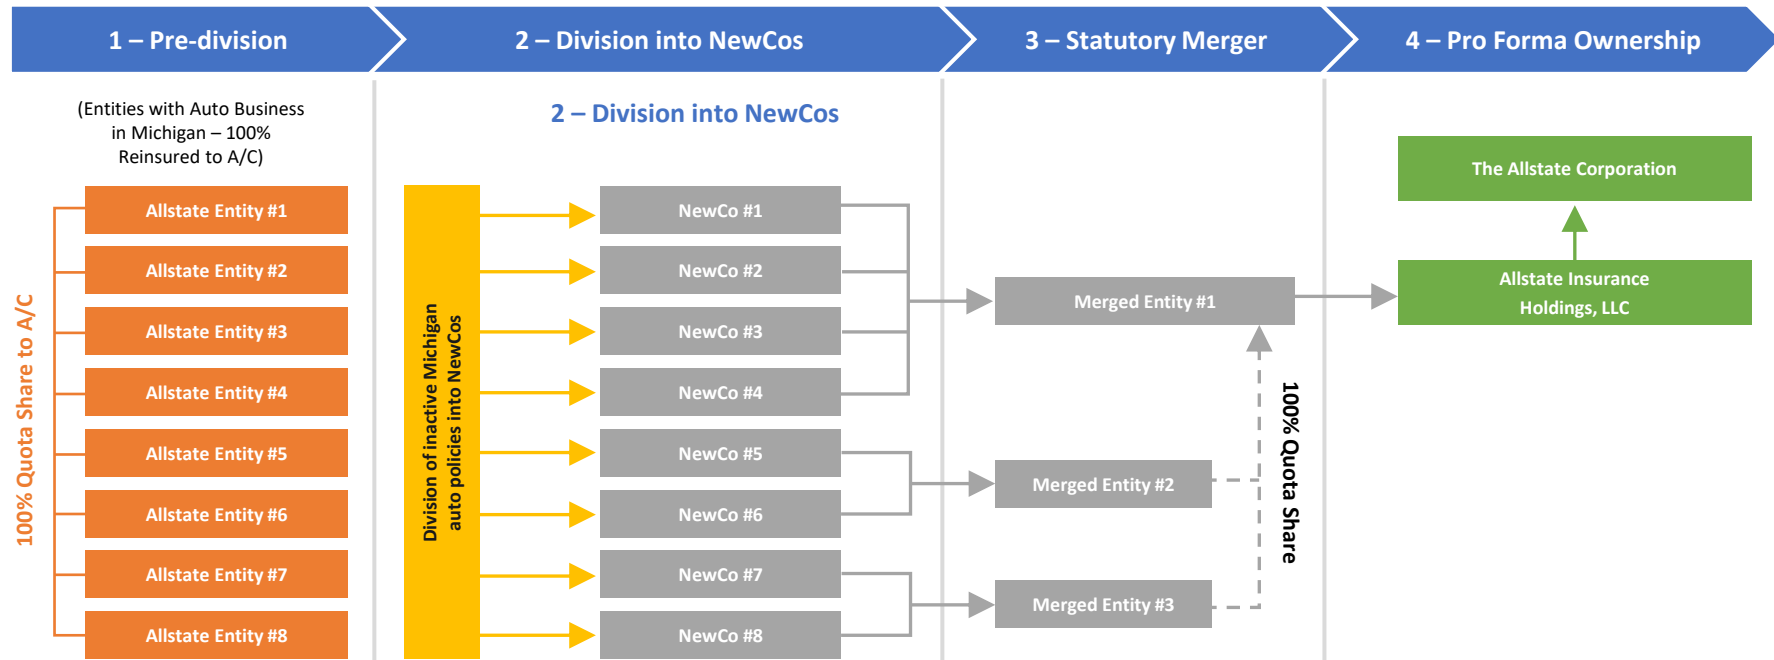 1 – Pre-division
2 – Division into NewCos
3 – Statutory Merger
4 – Pro Forma Ownership
(Entities with Auto Business
in Michigan – 100%
Reinsured to A/C)
100% Quota Share to A/C
Allstate Entity #1
Allstate Entity #2
Allstate Entity #3
Allstate Entity #4
Allstate Entity #5
Allstate Entity #6
Allstate Entity #7
Allstate Entity #8
2 – Division into NewCos
Division of inactive Michigan
auto policies into NewCos
NewCo #1
NewCo #2
NewCo #3
NewCo #4
NewCo #5
NewCo #6
NewCo #7
NewCo #8
Merged Entity #1
Merged Entity #2
Merged Entity #3
100% Quota Share
The Allstate Corporation
Allstate Insurance
Holdings, LLC